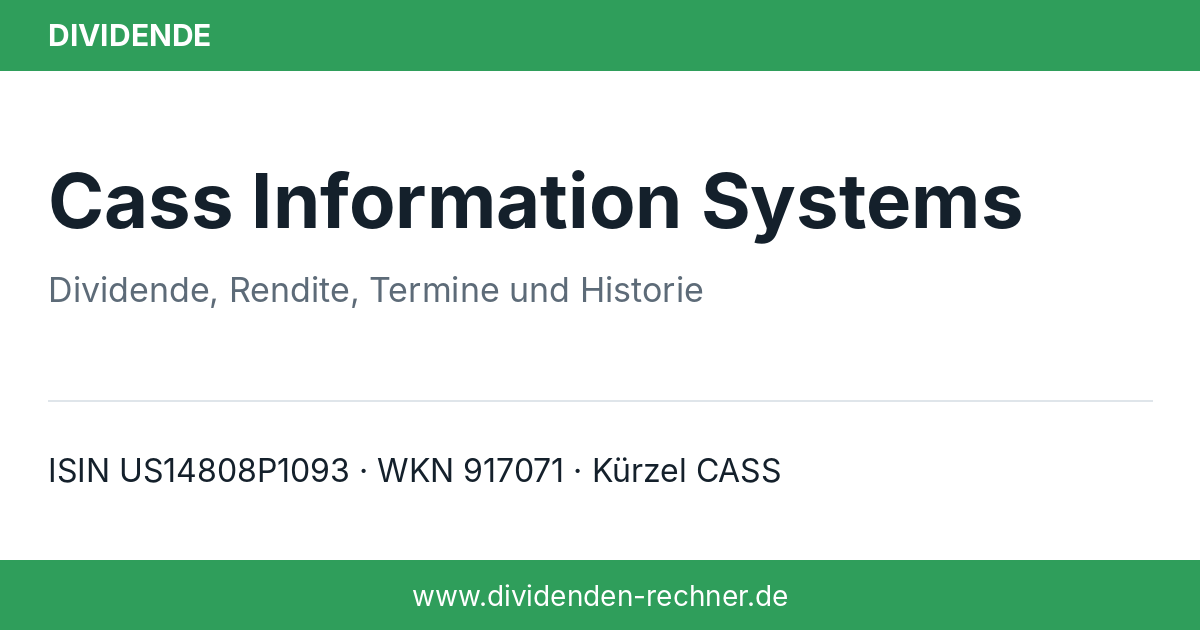 DIVIDENDE
Cass Information Systems
Dividende, Rendite, Termine und Historie
ISIN US14808P1093 · WKN 917071 · Kürzel CASS
www.dividenden-rechner.de